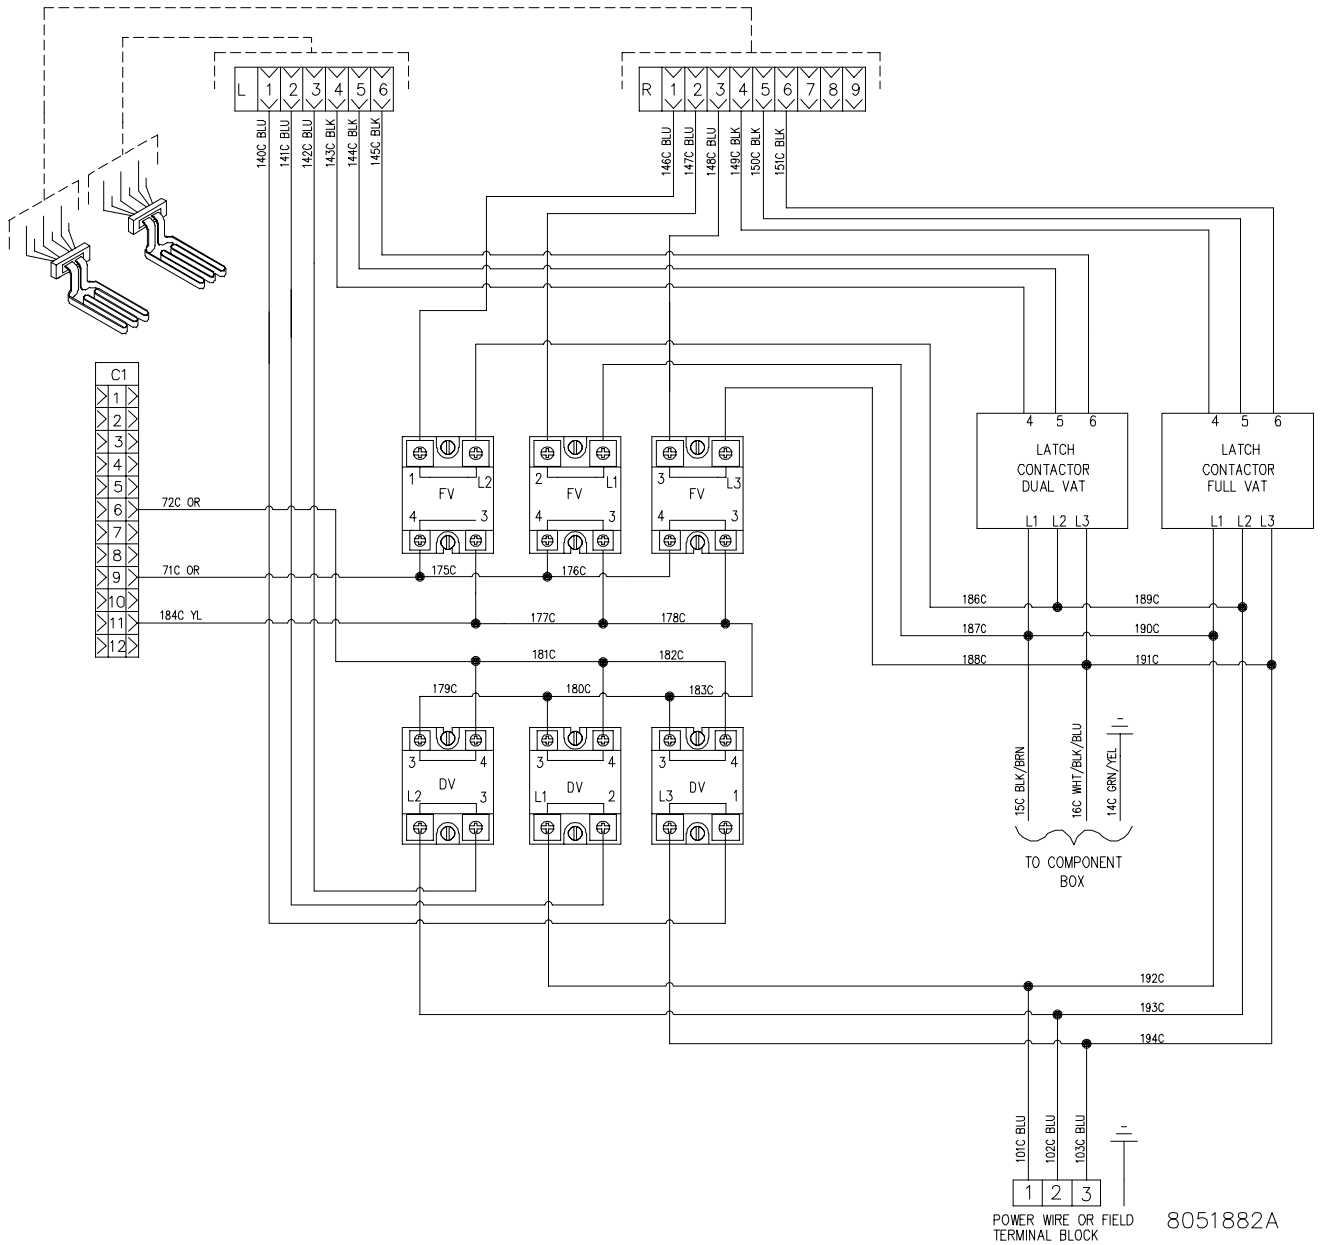 L 1 2 3 4 5 6
R 1 2 3 4 5 6 7 8 9
140C BLU
141C BLU
142C BLU
143C BLK
144C BLK
145C BLK
146C BLU
147C BLU
148C BLU
149C BLK
150C BLK
151C BLK
C1
1
2
3
4
5
6
7
8
9
10
11
12
72C OR
71C OR
184C YL
1 L2
FV
4 3
2 L1
FV
4 3
3 L3
FV
4 3
175C
176C
177C
178C
181C
182C
179C
180C
183C
3 4
DV
L2 3
3 4
DV
L1 2
3 4
DV
L3 1
4 5 6
LATCH
CONTACTOR
DUAL VAT
L1 L2 L3
4 5 6
LATCH
CONTACTOR
FULL VAT
L1 L2 L3
186C
189C
187C
190C
188C
191C
15C BLK/BRN
16C WHT/BLK/BLU
14C GRN/YEL
TO COMPONENT
BOX
192C
193C
194C
101C BLU
102C BLU
103C BLU
1 2 3
POWER WIRE OR FIELD
TERMINAL BLOCK
8051882A